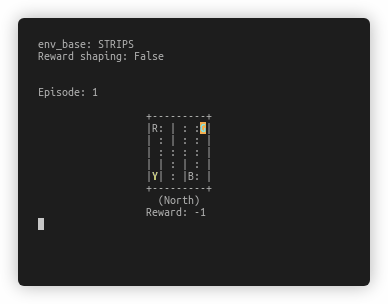 env_base: STRIPS
Reward shaping: False
Episode: 1
+---------+
|R: | : :G|
| : | : : |
| : : : : |
| | : | : |
|Y| : |B: |
+---------+
(North)
Reward: -1